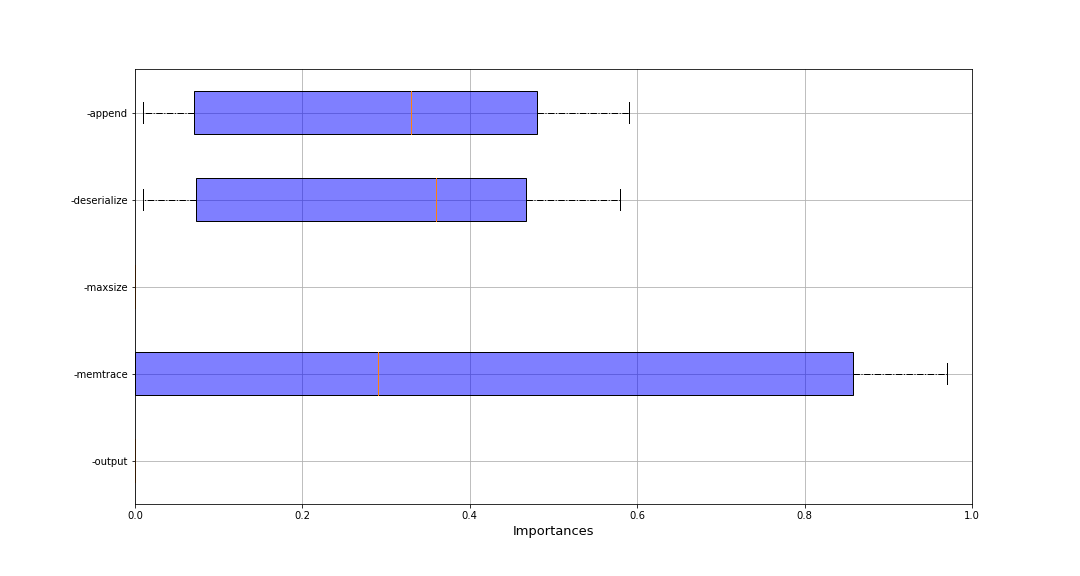 -append
-deserialize
-maxsize
-memtrace
-output
0.0 0.2 0.4 0.6 0.8 1.0
Importances